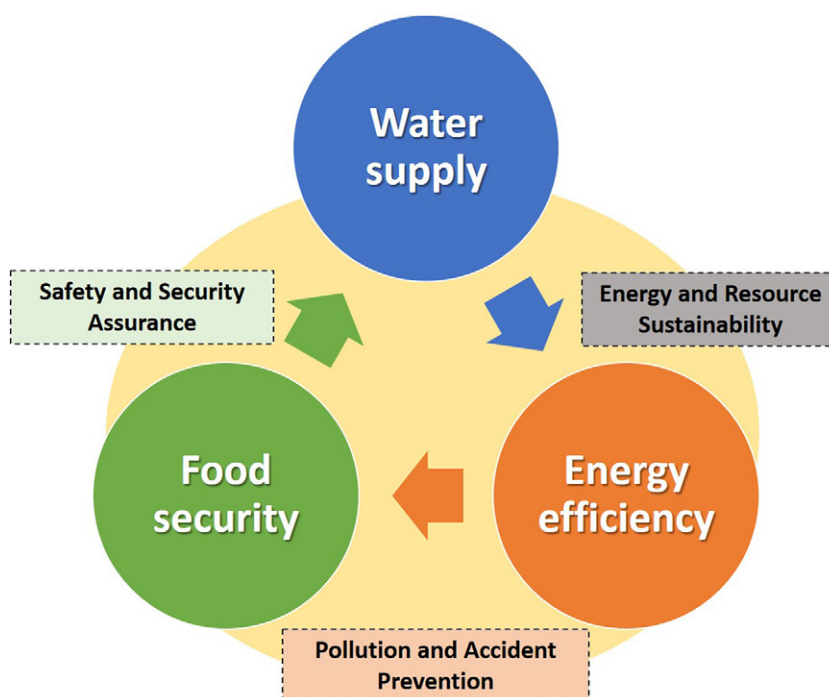 Water
supply
Safety and Security
Assurance
Energy and Resource
Sustainability
Food
security
Energy
efficiency
Pollution and Accident
Prevention